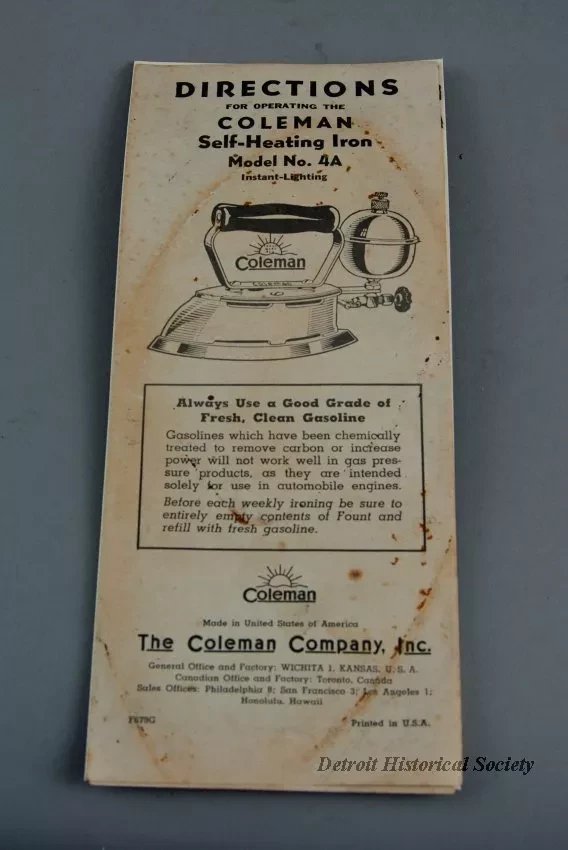 DIRECTIONS
FOR OPERATING THE
COLEMAN
Self-Heating Iron
Model No. 4A
Instant-Lighting
Coleman
COLEMAN
Always Use a Good Grade of
Fresh, Clean Gasoline
Gasolines which have been chemically
treated to remove carbon or increase
power will not work well in gas pres-
sure products, as they are intended
solely for use in automobile engines.
Before each weekly ironing be sure to
entirely empty contents of Fount and
refill with fresh gasoline.
Coleman
Made in United States of America
The Coleman Company, Inc.
General Office and Factory: WICHITA 1, KANSAS, U. S. A.
Canadian Office and Factory: Toronto, Canada
Sales Offices: Philadelphia 8; San Francisco 3; Los Angeles 1;
Honolulu, Hawaii
F679G
Printed in U.S.A.
Detroit Historical Society